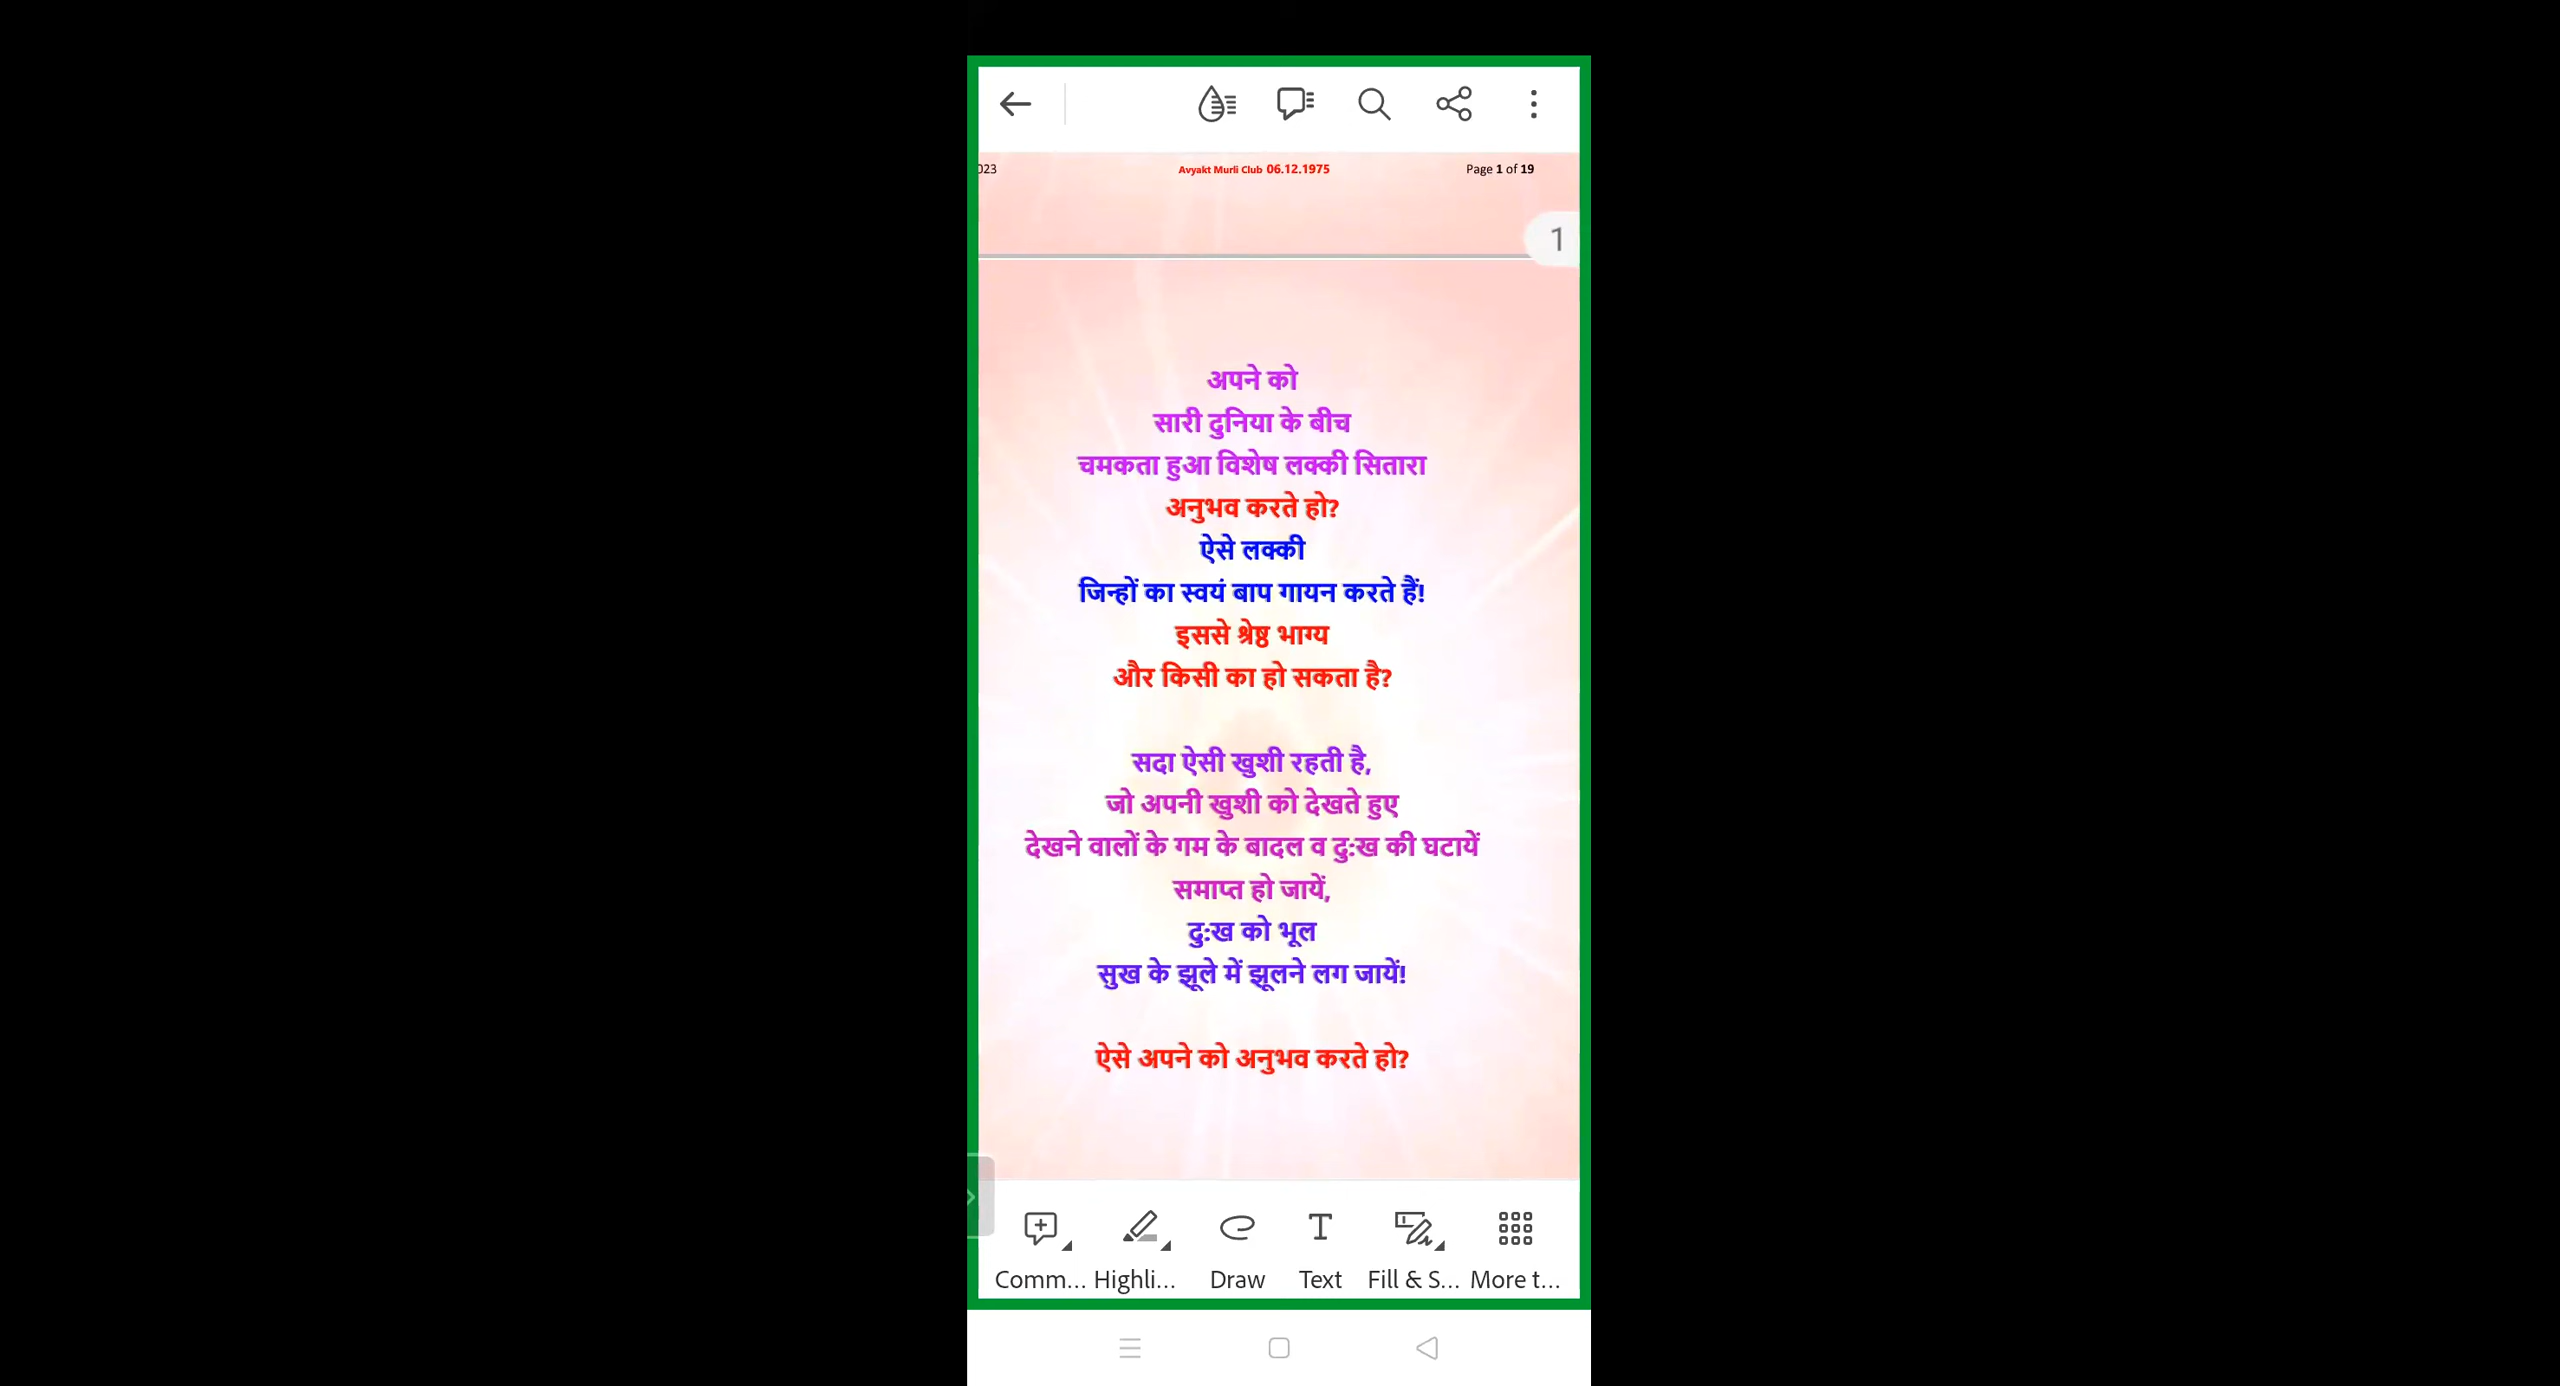 023 Avyakt Murli Club 06.12.1975 Page 1 of 19
1
अपने को
सारी दुनिया के बीच
चमकता हुआ विशेष लक्की सितारा
अनुभव करते हो?
ऐसे लक्की
जिन्हों का स्वयं बाप गायन करते हैं!
इससे श्रेष्ठ भाग्य
और किसी का हो सकता है?
सदा ऐसी खुशी रहती है,
जो अपनी खुशी को देखते हुए
देखने वालों के गम के बादल व दु:ख की घटायें
समाप्त हो जायें,
दु:ख को भूल
सुख के झूले में झूलने लग जायें!
ऐसे अपने को अनुभव करते हो?
Comm... Highli... Draw Text Fill & S... More t...